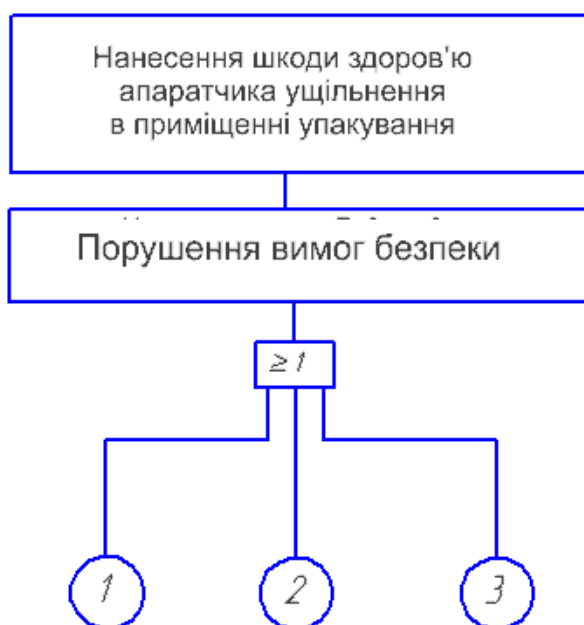 Нанесення шкоди здоров'ю
апаратчика ущільнення
в приміщенні упакування
Порушення вимог безпеки
≥ 1
1 2 3